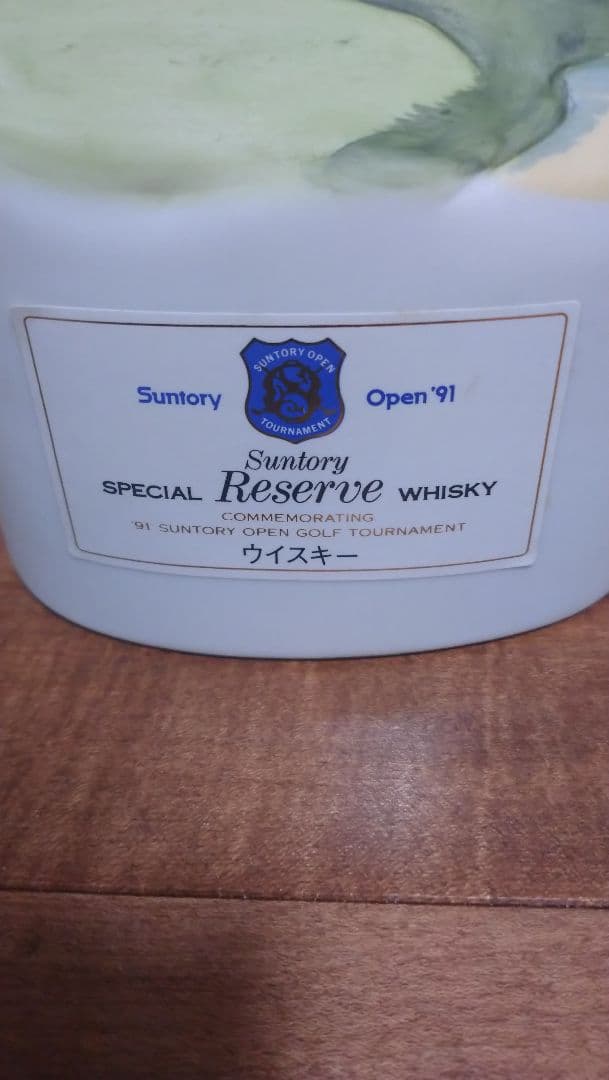 SUNTORY OPEN
TOURNAMENT
Suntory Open '91
Suntory
SPECIAL Reserve WHISKY
COMMEMORATING
'91 SUNTORY OPEN GOLF TOURNAMENT
ウイスキー